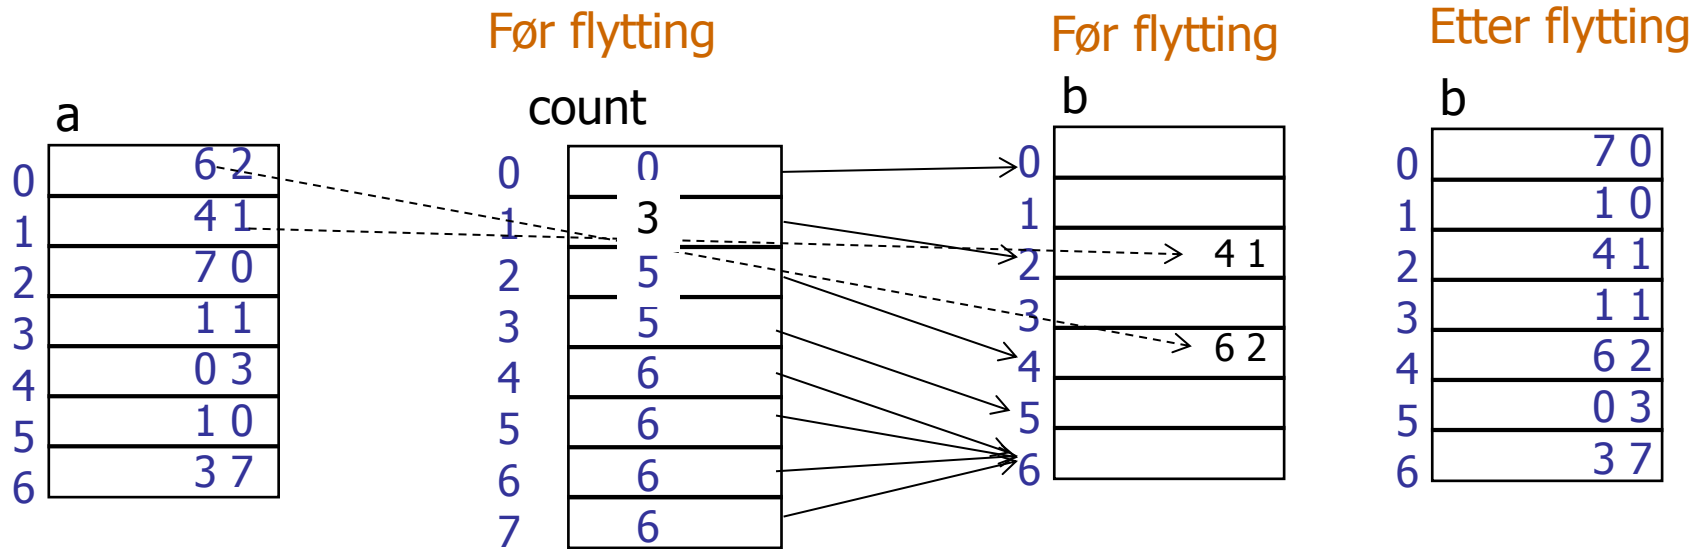 Før flytting
Før flytting
Etter flytting
a
count
b
b
0 6 2
1 4 1
2 7 0
3 1 1
4 0 3
5 1 0
6 3 7
0 0
1 3
2 5
3 5
4 6
5 6
6 6
7 6
0
1
2 4 1
3
4 6 2
5
6
0 7 0
1 1 0
2 4 1
3 1 1
4 6 2
5 0 3
6 3 7